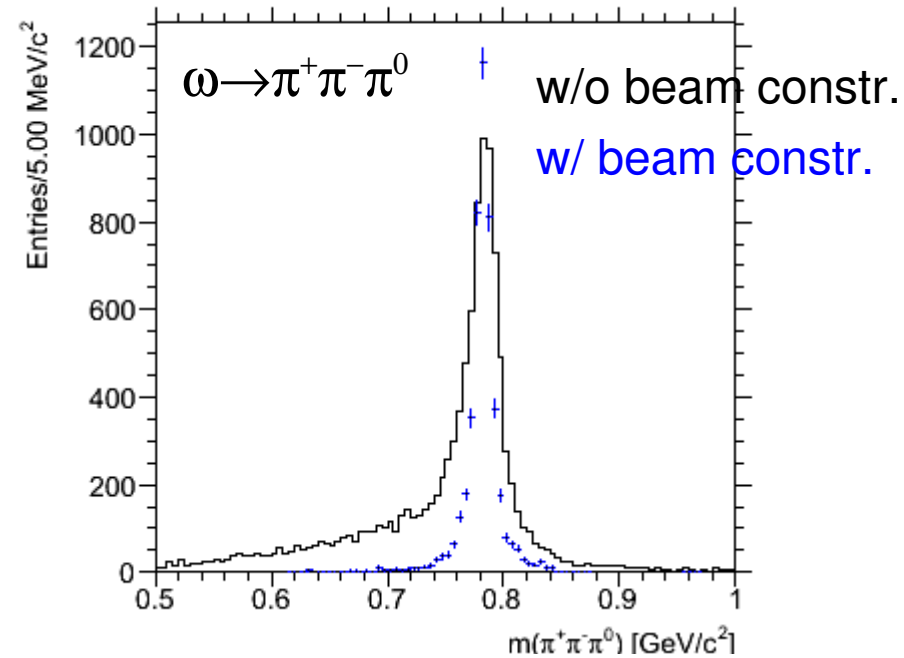 Entries/5.00 MeV/c²
1200
1000
800
600
400
200
0
ω→π⁺π⁻π⁰
w/o beam constr.
w/ beam constr.
0.5 0.6 0.7 0.8 0.9 1
m(π⁺π⁻π⁰) [GeV/c²]